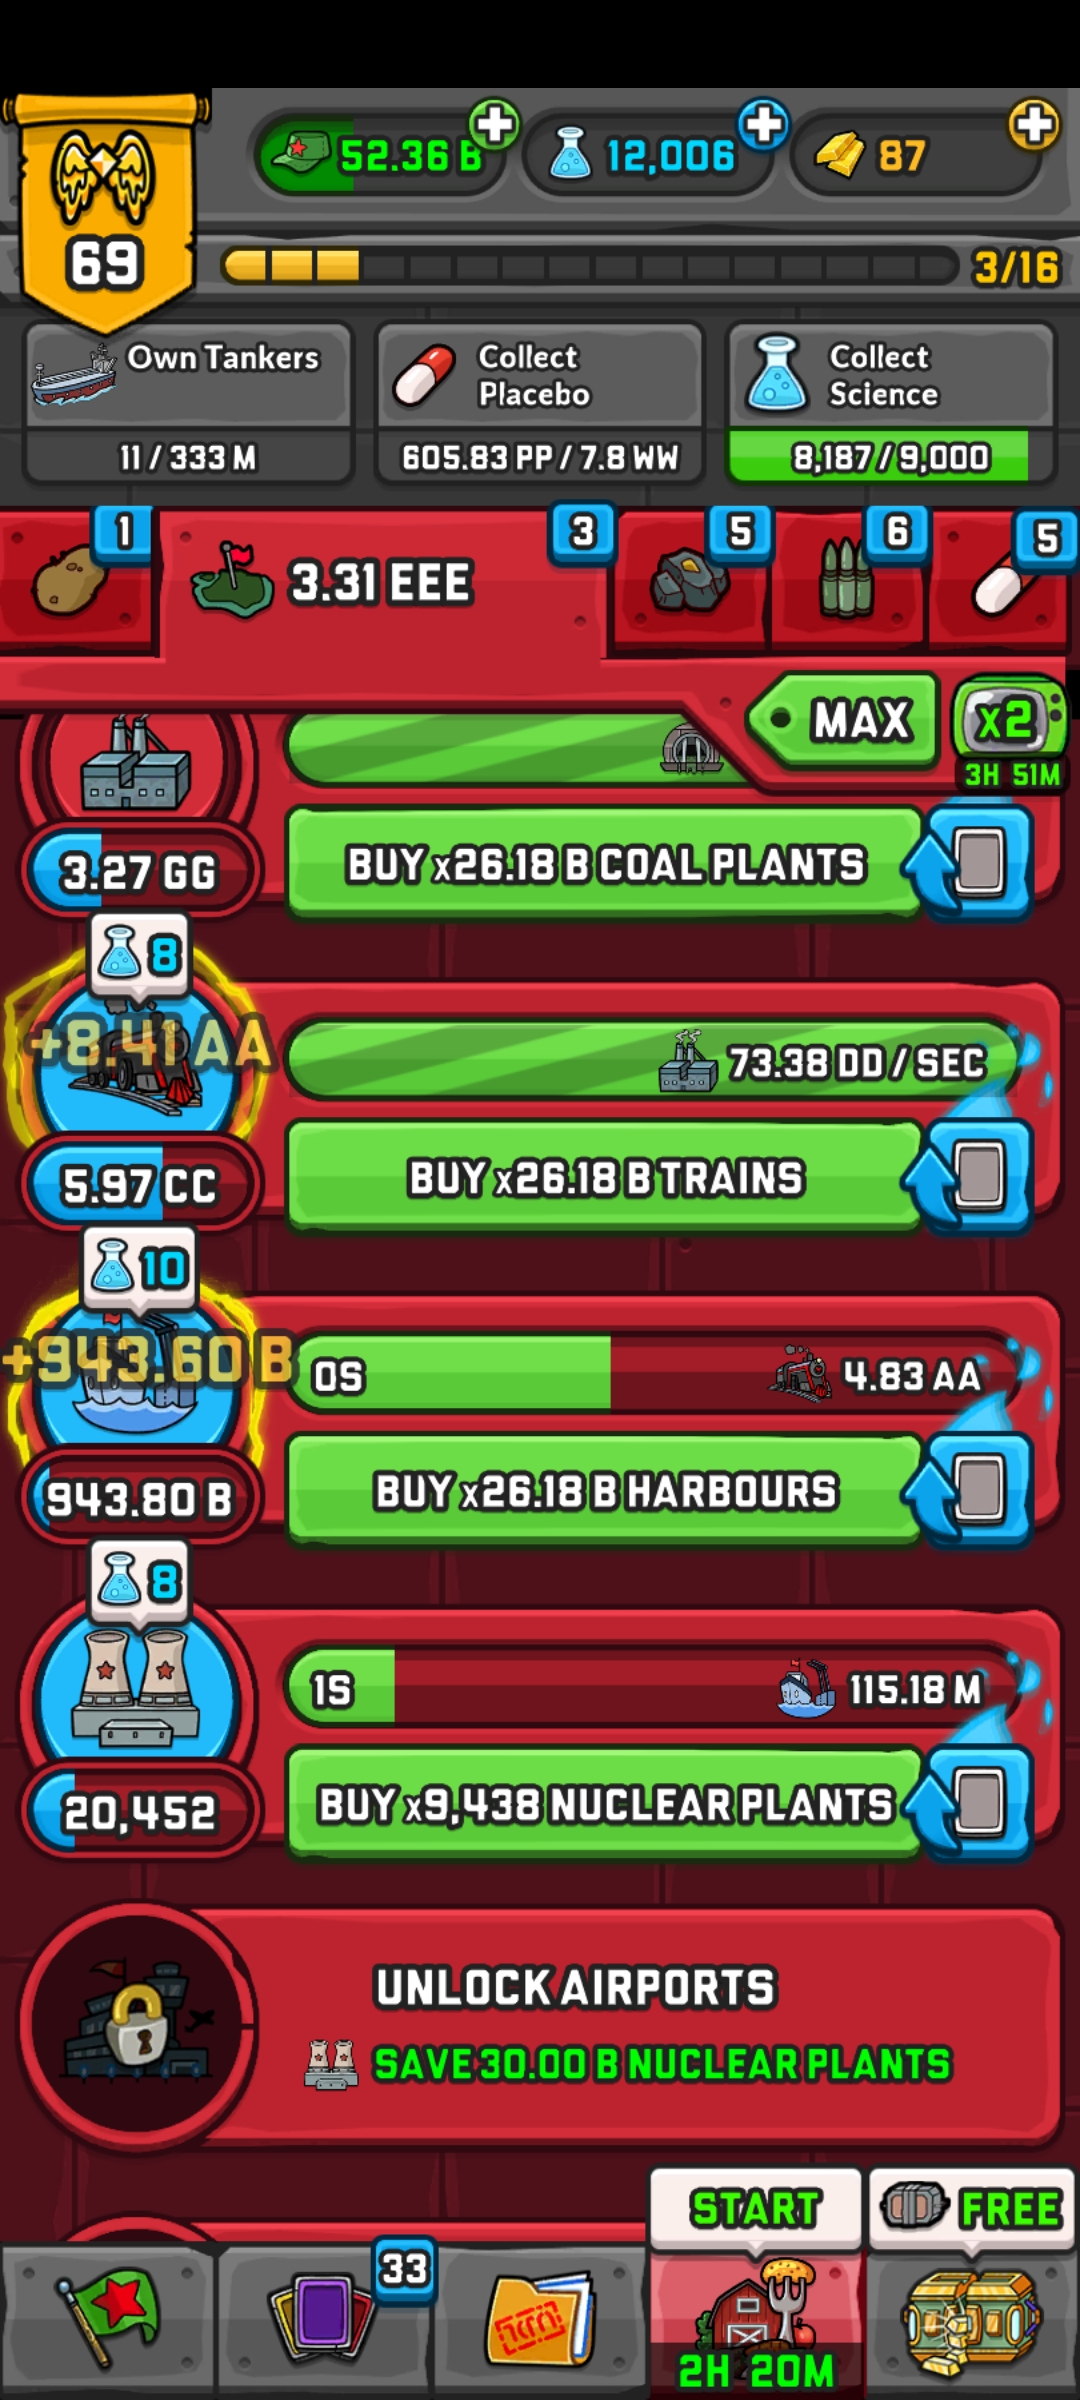 52.36 B
12,006
87
69
3/16
Own Tankers
11 / 333 M
Collect
Placebo
605.83 PP / 7.8 WW
Collect
Science
8,187 / 9,000
1
3.31 EEE
3
5
6
5
MAX
x2
3H 51M
3.27 GG
BUY x26.18 B COAL PLANTS
8
+8.41 AA
73.38 DD / SEC
5.97 CC
BUY x26.18 B TRAINS
10
+943.60 B
0S
4.83 AA
943.80 B
BUY x26.18 B HARBOURS
8
1S
115.18 M
20,452
BUY x9,438 NUCLEAR PLANTS
UNLOCK AIRPORTS
SAVE 30.00 B NUCLEAR PLANTS
START
FREE
33
2H 20M